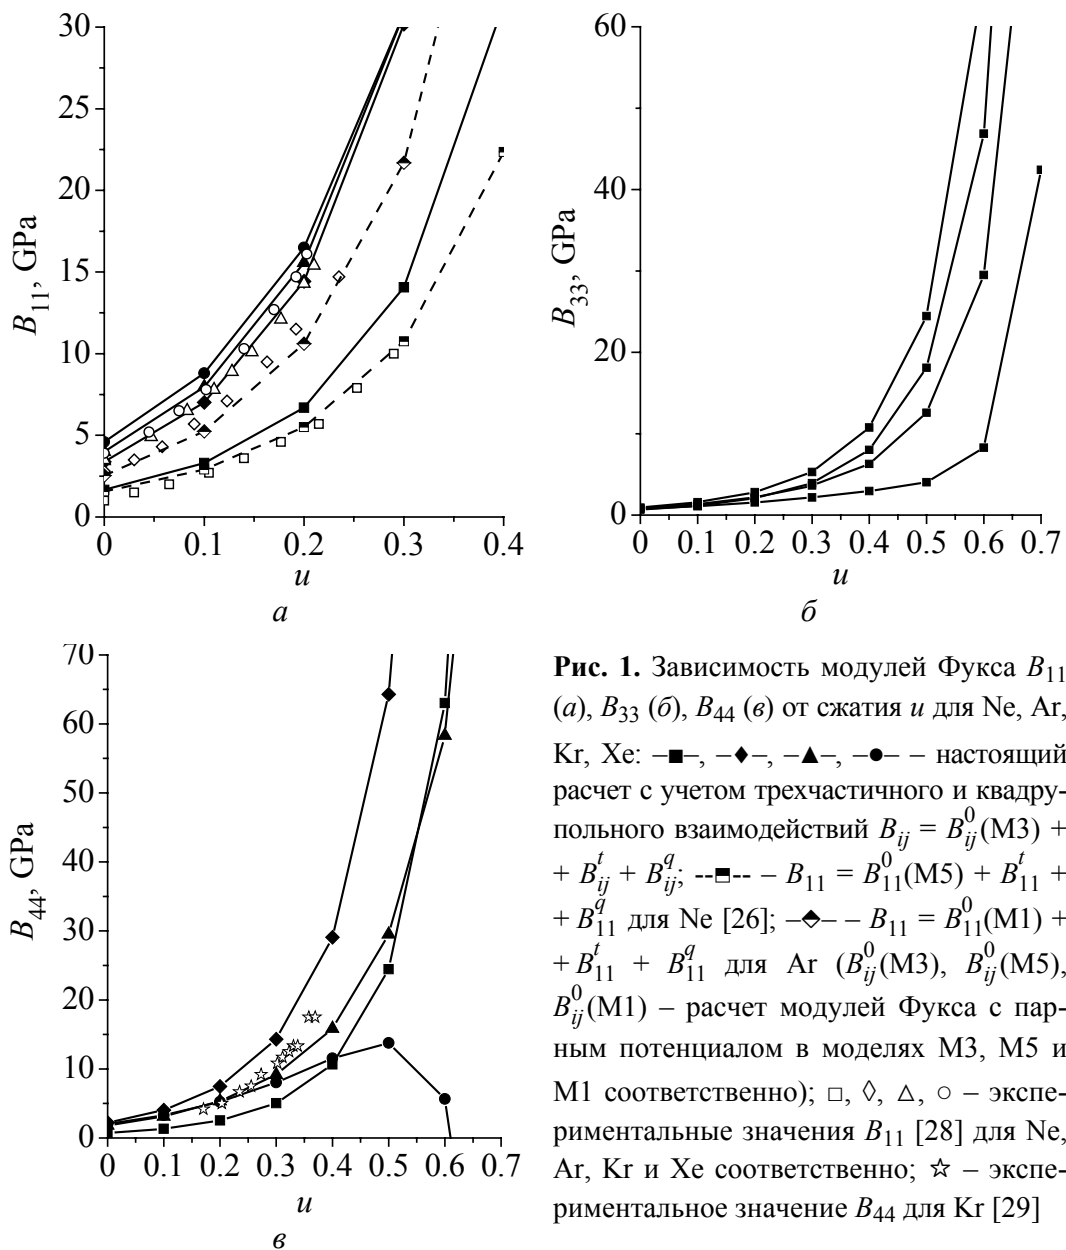 30
25
20
15
10
5
0
B11, GPa
0 0.1 0.2 0.3 0.4
u
а
60
40
20
0
B33, GPa
0 0.1 0.2 0.3 0.4 0.5 0.6 0.7
u
б
70
60
50
40
30
20
10
0
B44, GPa
0 0.1 0.2 0.3 0.4 0.5 0.6 0.7
u
в
Рис. 1. Зависимость модулей Фукса B11
(а), B33 (б), B44 (в) от сжатия u для Ne, Ar,
Kr, Xe: –■–, –◆–, –▲–, –●– – настоящий
расчет с учетом трехчастичного и квадру-
польного взаимодействий Bij = B0ij(M3) +
+ Btij + Bqij; --⬓-- – B11 = B011(M5) + Bt11 +
+ Bq11 для Ne [26]; –⬘– – B11 = B011(M1) +
+ Bt11 + Bq11 для Ar (B0ij(M3), B0ij(M5),
B0ij(M1) – расчет модулей Фукса с пар-
ным потенциалом в моделях М3, М5 и
М1 соответственно); □, ◊, △, ○ – экспе-
риментальные значения B11 [28] для Ne,
Ar, Kr и Xe соответственно; ☆ – экспе-
риментальное значение B44 для Kr [29]